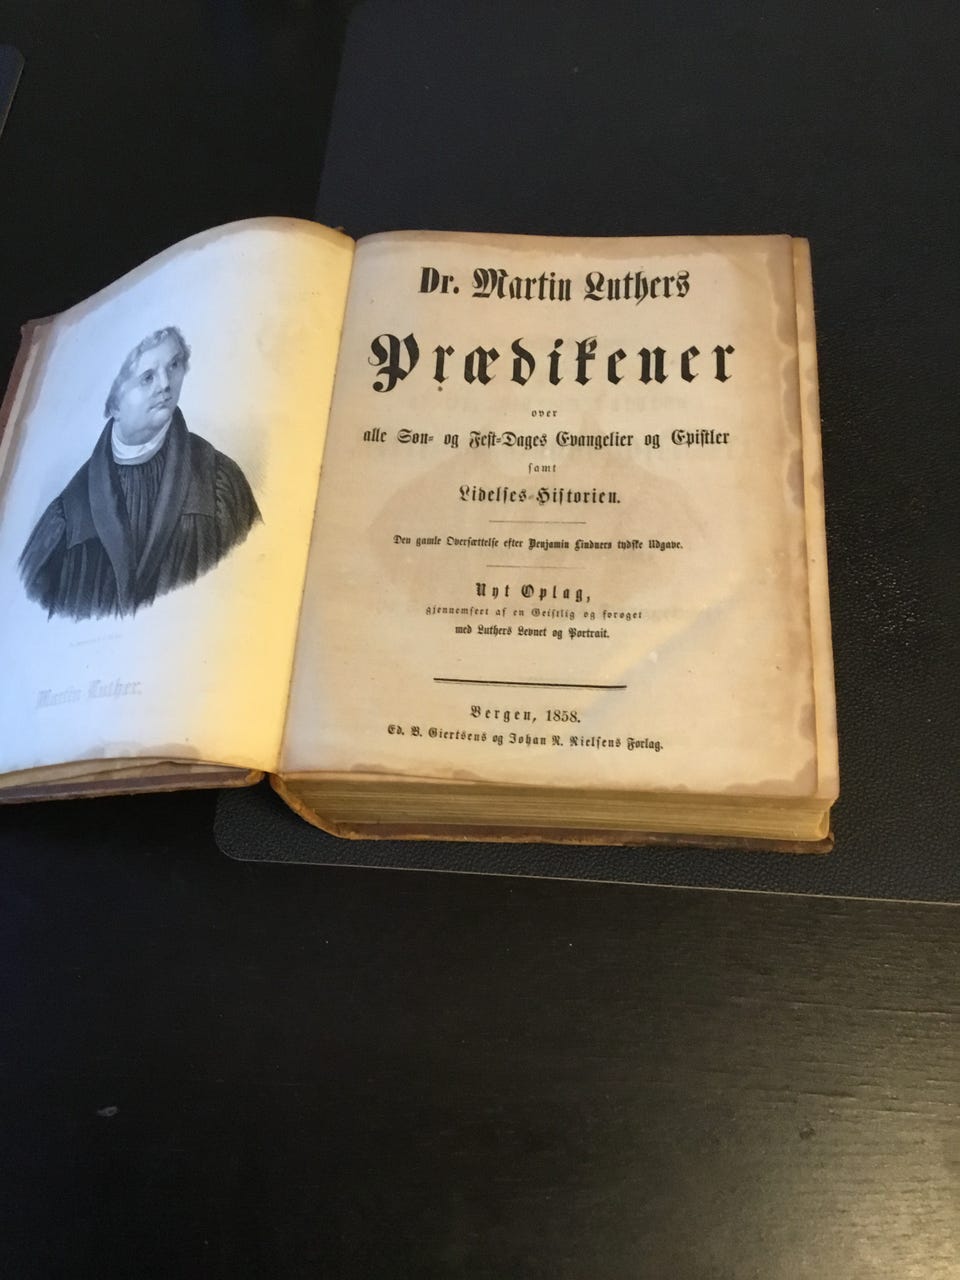 Martin Luther.
Dr. Martin Luthers
Prædikener
over
alle Søn- og Fest-Dages Evangelier og Epistler
samt
Lidelses-Historien.
Den gamle Oversættelse efter Benjamin Lindners tydske Udgave.
Nyt Oplag,
gjennemseet af en Geistlig og forøget
med Luthers Levnet og Portrait.
Bergen, 1858.
Ed. B. Giertsens og Johan N. Nielsens Forlag.